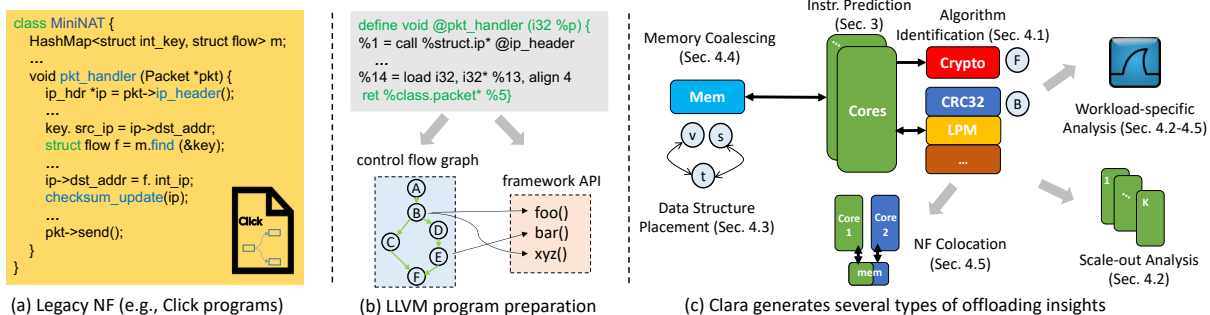 class MiniNAT {
HashMap<struct int_key, struct flow> m;
…
void pkt_handler (Packet *pkt) {
ip_hdr *ip = pkt->ip_header();
…
key. src_ip = ip->dst_addr;
struct flow f = m.find (&key);
…
ip->dst_addr = f. int_ip;
checksum_update(ip);
…
pkt->send();
}
}
Click
(a) Legacy NF (e.g., Click programs)
define void @pkt_handler (i32 %p) {
%1 = call %struct.ip* @ip_header
…
%14 = load i32, i32* %13, align 4
ret %class.packet* %5}
control flow graph
A
B
C
D
E
F
framework API
foo()
bar()
xyz()
(b) LLVM program preparation
Instr. Prediction
(Sec. 3)
Memory Coalescing
(Sec. 4.4)
Mem
v
s
t
Data Structure
Placement (Sec. 4.3)
…
Cores
Algorithm
Identification (Sec. 4.1)
Crypto
F
CRC32
B
LPM
…
Workload-specific
Analysis (Sec. 4.2-4.5)
Core
1
Core
2
mem
NF Colocation
(Sec. 4.5)
1
…
K
Scale-out Analysis
(Sec. 4.2)
(c) Clara generates several types of offloading insights